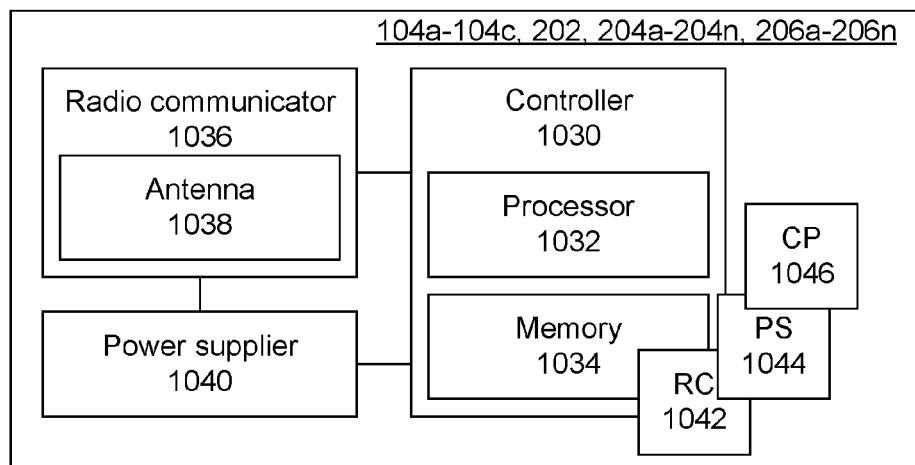 104a-104c, 202, 204a-204n, 206a-206n
Radio communicator
1036
Antenna
1038
Power supplier
1040
Controller
1030
Processor
1032
Memory
1034
RC
1042
PS
1044
CP
1046